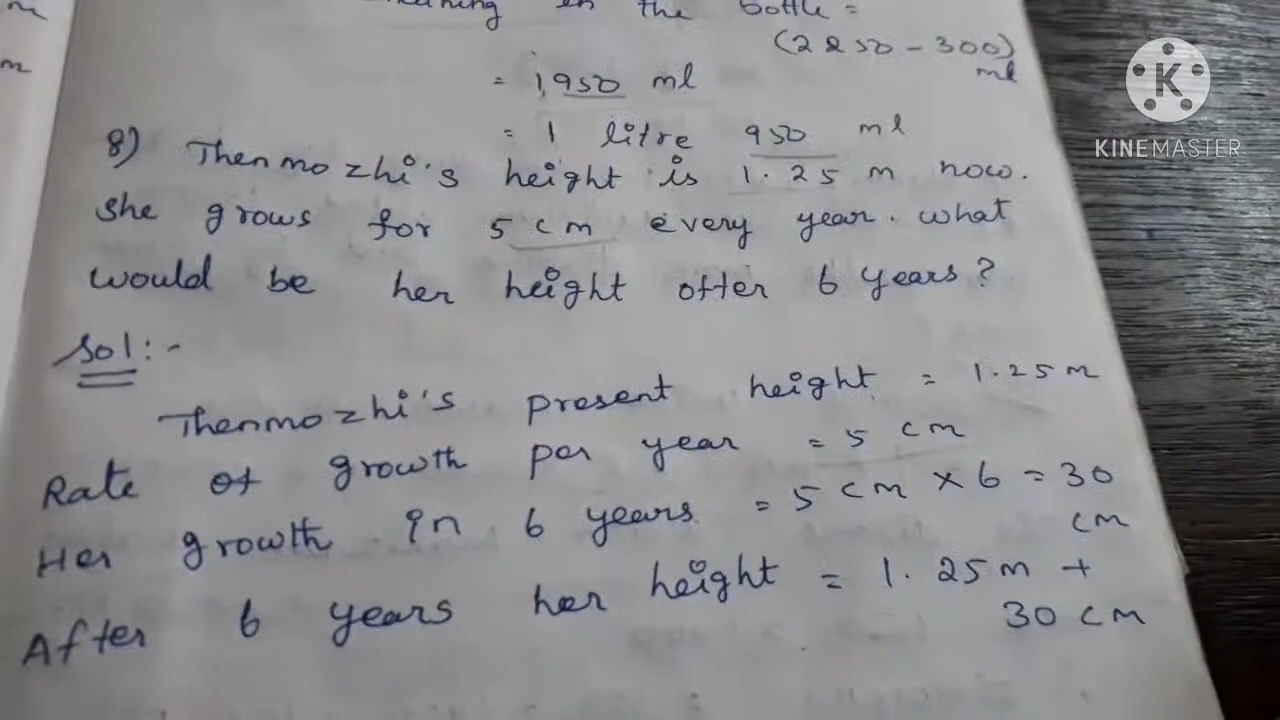 in the bottle =
(2250 - 300)
ml
= 1,950 ml
= 1 litre 950 ml
8) Thenmozhi's height is 1.25 m now.
She grows for 5 cm every year. what
would be her height after 6 years?
Sol:-
Thenmozhi's present height = 1.25 m
Rate of growth per year = 5 cm
Her growth in 6 years = 5 cm × 6 = 30
cm
After 6 years her height = 1.25 m +
30 cm
K
KINEMASTER